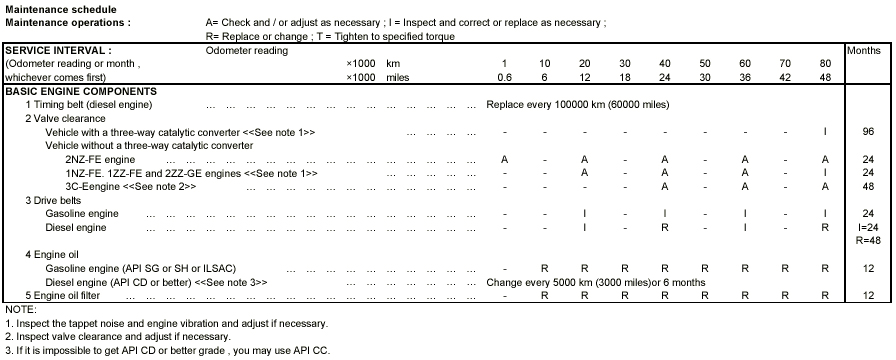 Maintenance schedule
Maintenance operations : A= Check and / or adjust as necessary ; I = Inspect and correct or replace as necessary ;
R= Replace or change ; T = Tighten to specified torque
SERVICE INTERVAL : Odometer reading Months
(Odometer reading or month , ×1000 km 1 10 20 30 40 50 60 70 80
whichever comes first) ×1000 miles 0.6 6 12 18 24 30 36 42 48
BASIC ENGINE COMPONENTS
1 Timing belt (diesel engine) ... ... ... ... ... ... ... ... ... ... ... ... ... Replace every 100000 km (60000 miles)
2 Valve clearance
Vehicle with a three-way catalytic converter <<See note 1>> ... ... ... ... - - - - - - - - I 96
Vehicle without a three-way catalytic converter
2NZ-FE engine ... ... ... ... ... ... ... ... ... ... ... ... ... ... ... ... A - A - A - A - A 24
1NZ-FE. 1ZZ-FE and 2ZZ-GE engines <<See note 1>> ... ... ... ... ... ... ... ... - - A - A - A - I 24
3C-Eengine <<See note 2>> ... ... ... ... ... ... ... ... ... ... ... ... - - - - A - A - A 48
3 Drive belts
Gasoline engine ... ... ... ... ... ... ... ... ... ... ... ... ... ... ... ... - - I - I - I - I 24
Diesel engine ... ... ... ... ... ... ... ... ... ... ... ... ... ... ... ... - - I - R - I - R I=24
R=48
4 Engine oil
Gasoline engine (API SG or SH or ILSAC) ... ... ... ... ... ... ... ... ... - R R R R R R R R 12
Diesel engine (API CD or better) <<See note 3>> ... ... ... ... ... ... ... Change every 5000 km (3000 miles)or 6 months
5 Engine oil filter ... ... ... ... ... ... ... ... ... ... ... ... ... ... ... ... ... ... - R R R R R R R R 12
NOTE:
1. Inspect the tappet noise and engine vibration and adjust if necessary.
2. Inspect valve clearance and adjust if necessary.
3. If it is impossible to get API CD or better grade , you may use API CC.